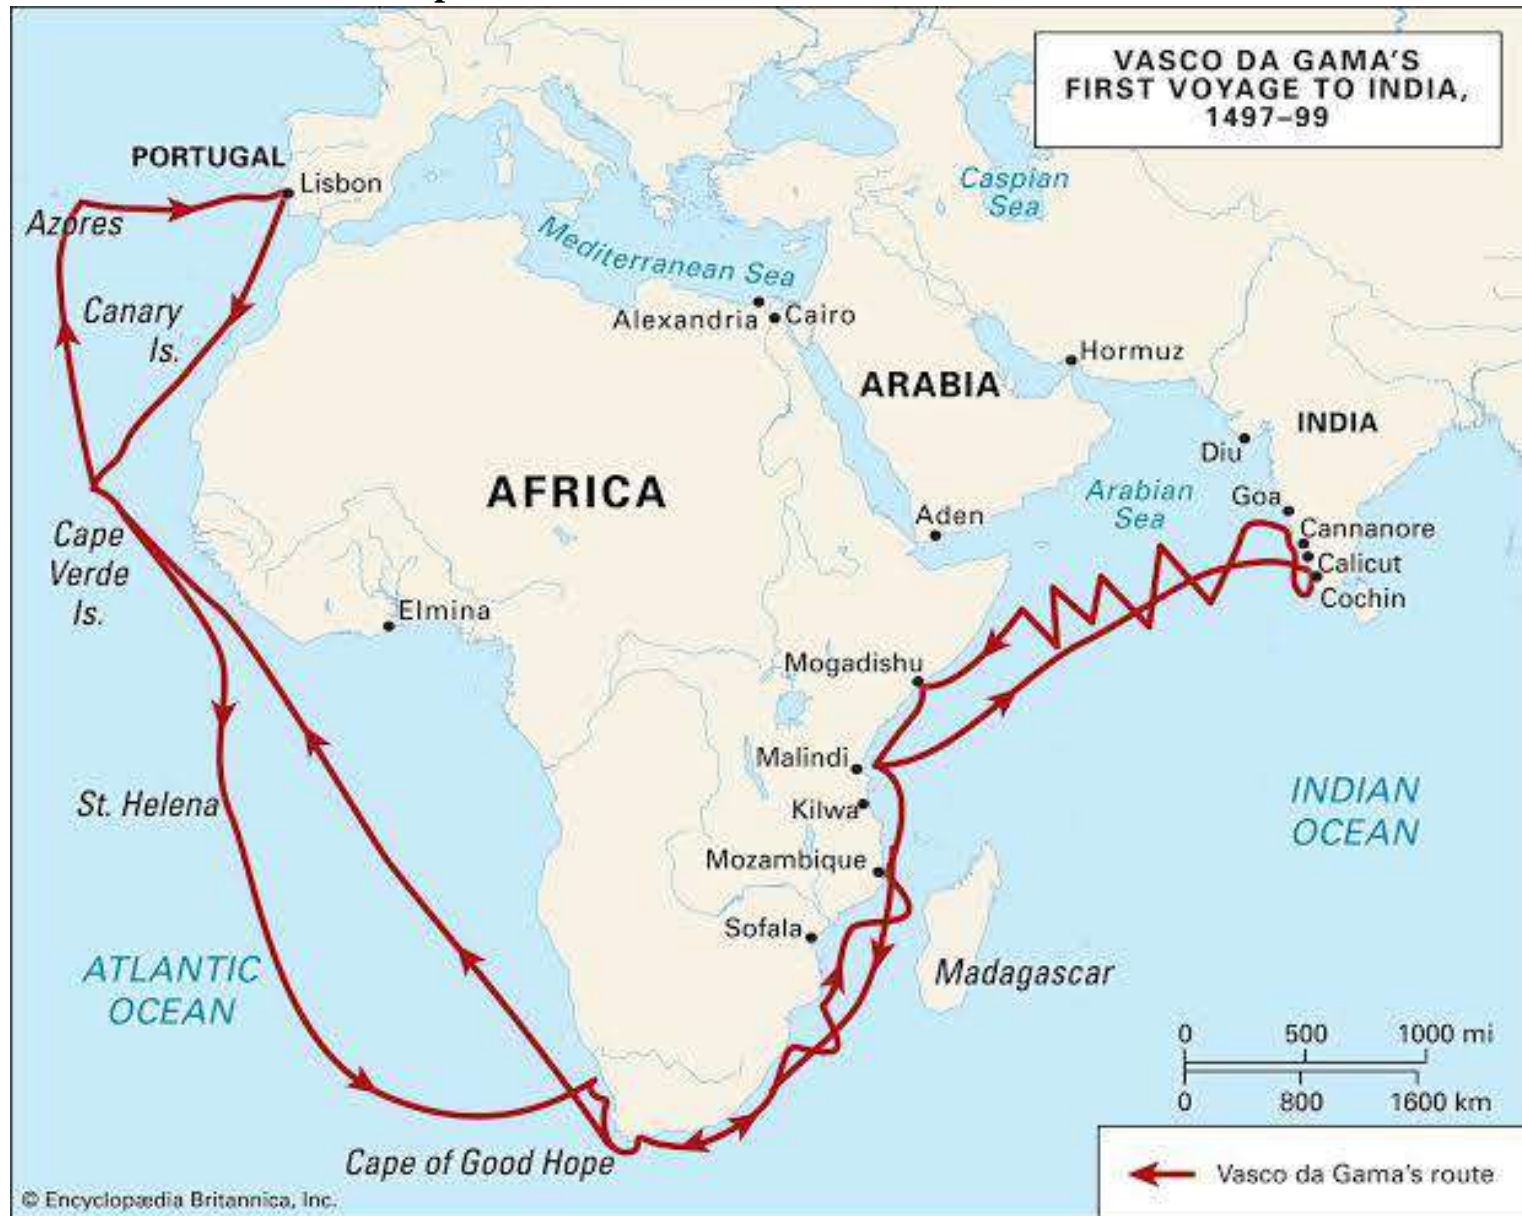 VASCO DA GAMA'S
FIRST VOYAGE TO INDIA,
1497–99
PORTUGAL
Lisbon
Azores
Caspian
Sea
Mediterranean Sea
Canary
Is.
Alexandria
Cairo
Hormuz
ARABIA
INDIA
Diu
AFRICA
Arabian
Sea
Goa
Aden
Cannanore
Calicut
Cochin
Cape
Verde
Is.
Elmina
Mogadishu
Malindi
St. Helena
Kilwa
INDIAN
OCEAN
Mozambique
Sofala
Madagascar
ATLANTIC
OCEAN
0 500 1000 mi
0 800 1600 km
Cape of Good Hope
Vasco da Gama's route
© Encyclopædia Britannica, Inc.